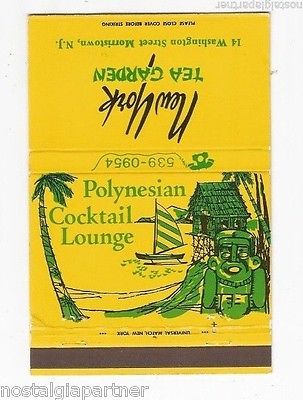 PLEASE CLOSE COVER BEFORE STRIKING
14 Washington Street Morristown, N.J.
TEA GARDEN
New York
539-0954
Polynesian
Cocktail
Lounge
UNIVERSAL MATCH, NEW YORK
nostalgiapartner
nostalgiapartner